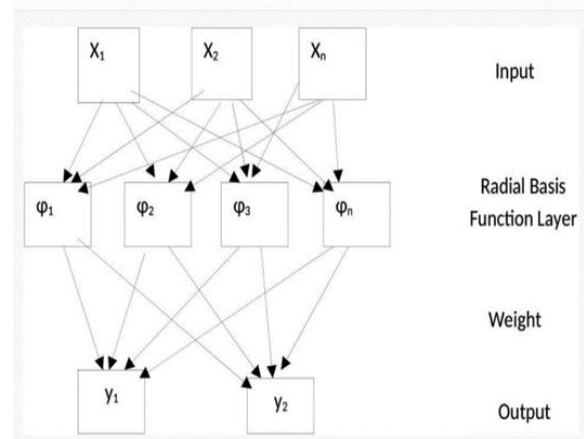 X₁ X₂ Xₙ
Input
φ₁ φ₂ φ₃ φₙ
Radial Basis
Function Layer
Weight
y₁ y₂
Output